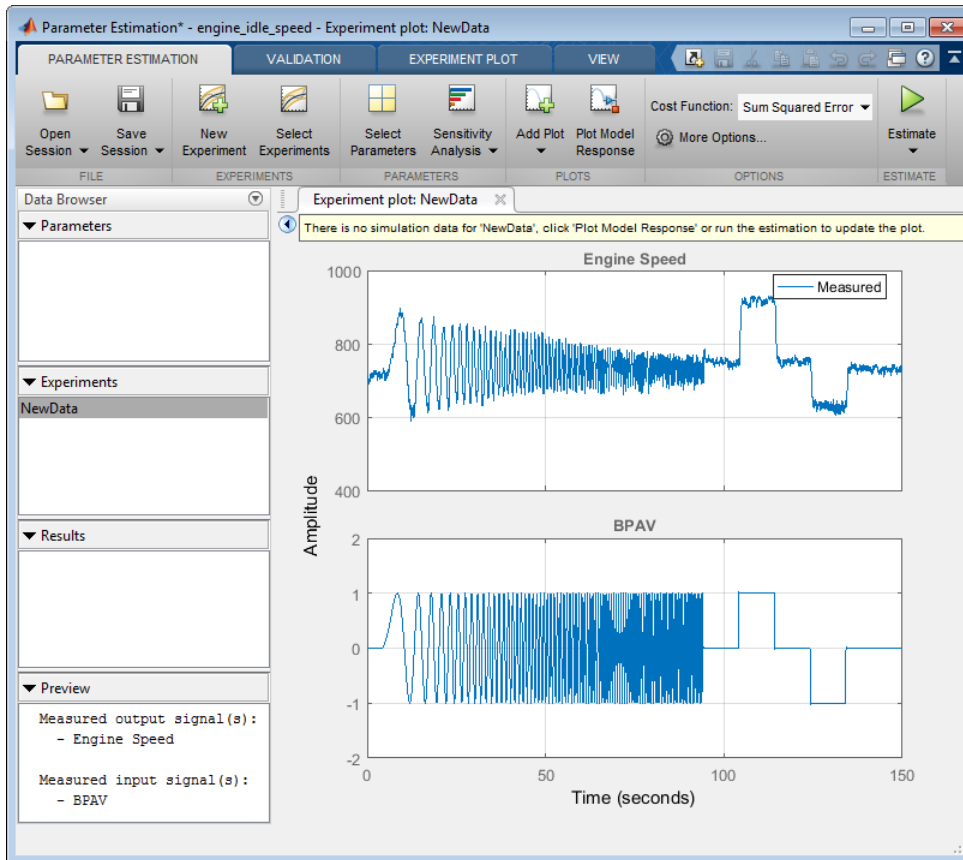 Parameter Estimation* - engine_idle_speed - Experiment plot: NewData
PARAMETER ESTIMATION VALIDATION EXPERIMENT PLOT VIEW
Open Session
Save Session
New Experiment
Select Experiments
Select Parameters
Sensitivity Analysis
Add Plot
Plot Model Response
Cost Function: Sum Squared Error
More Options...
Estimate
FILE EXPERIMENTS PARAMETERS PLOTS OPTIONS ESTIMATE
Data Browser
Parameters
Experiments
NewData
Results
Preview
Measured output signal(s):
- Engine Speed
Measured input signal(s):
- BPAV
Experiment plot: NewData
There is no simulation data for 'NewData', click 'Plot Model Response' or run the estimation to update the plot.
Engine Speed
Measured
1000
800
600
400
Amplitude
BPAV
2
1
0
-1
-2
0 50 100 150
Time (seconds)